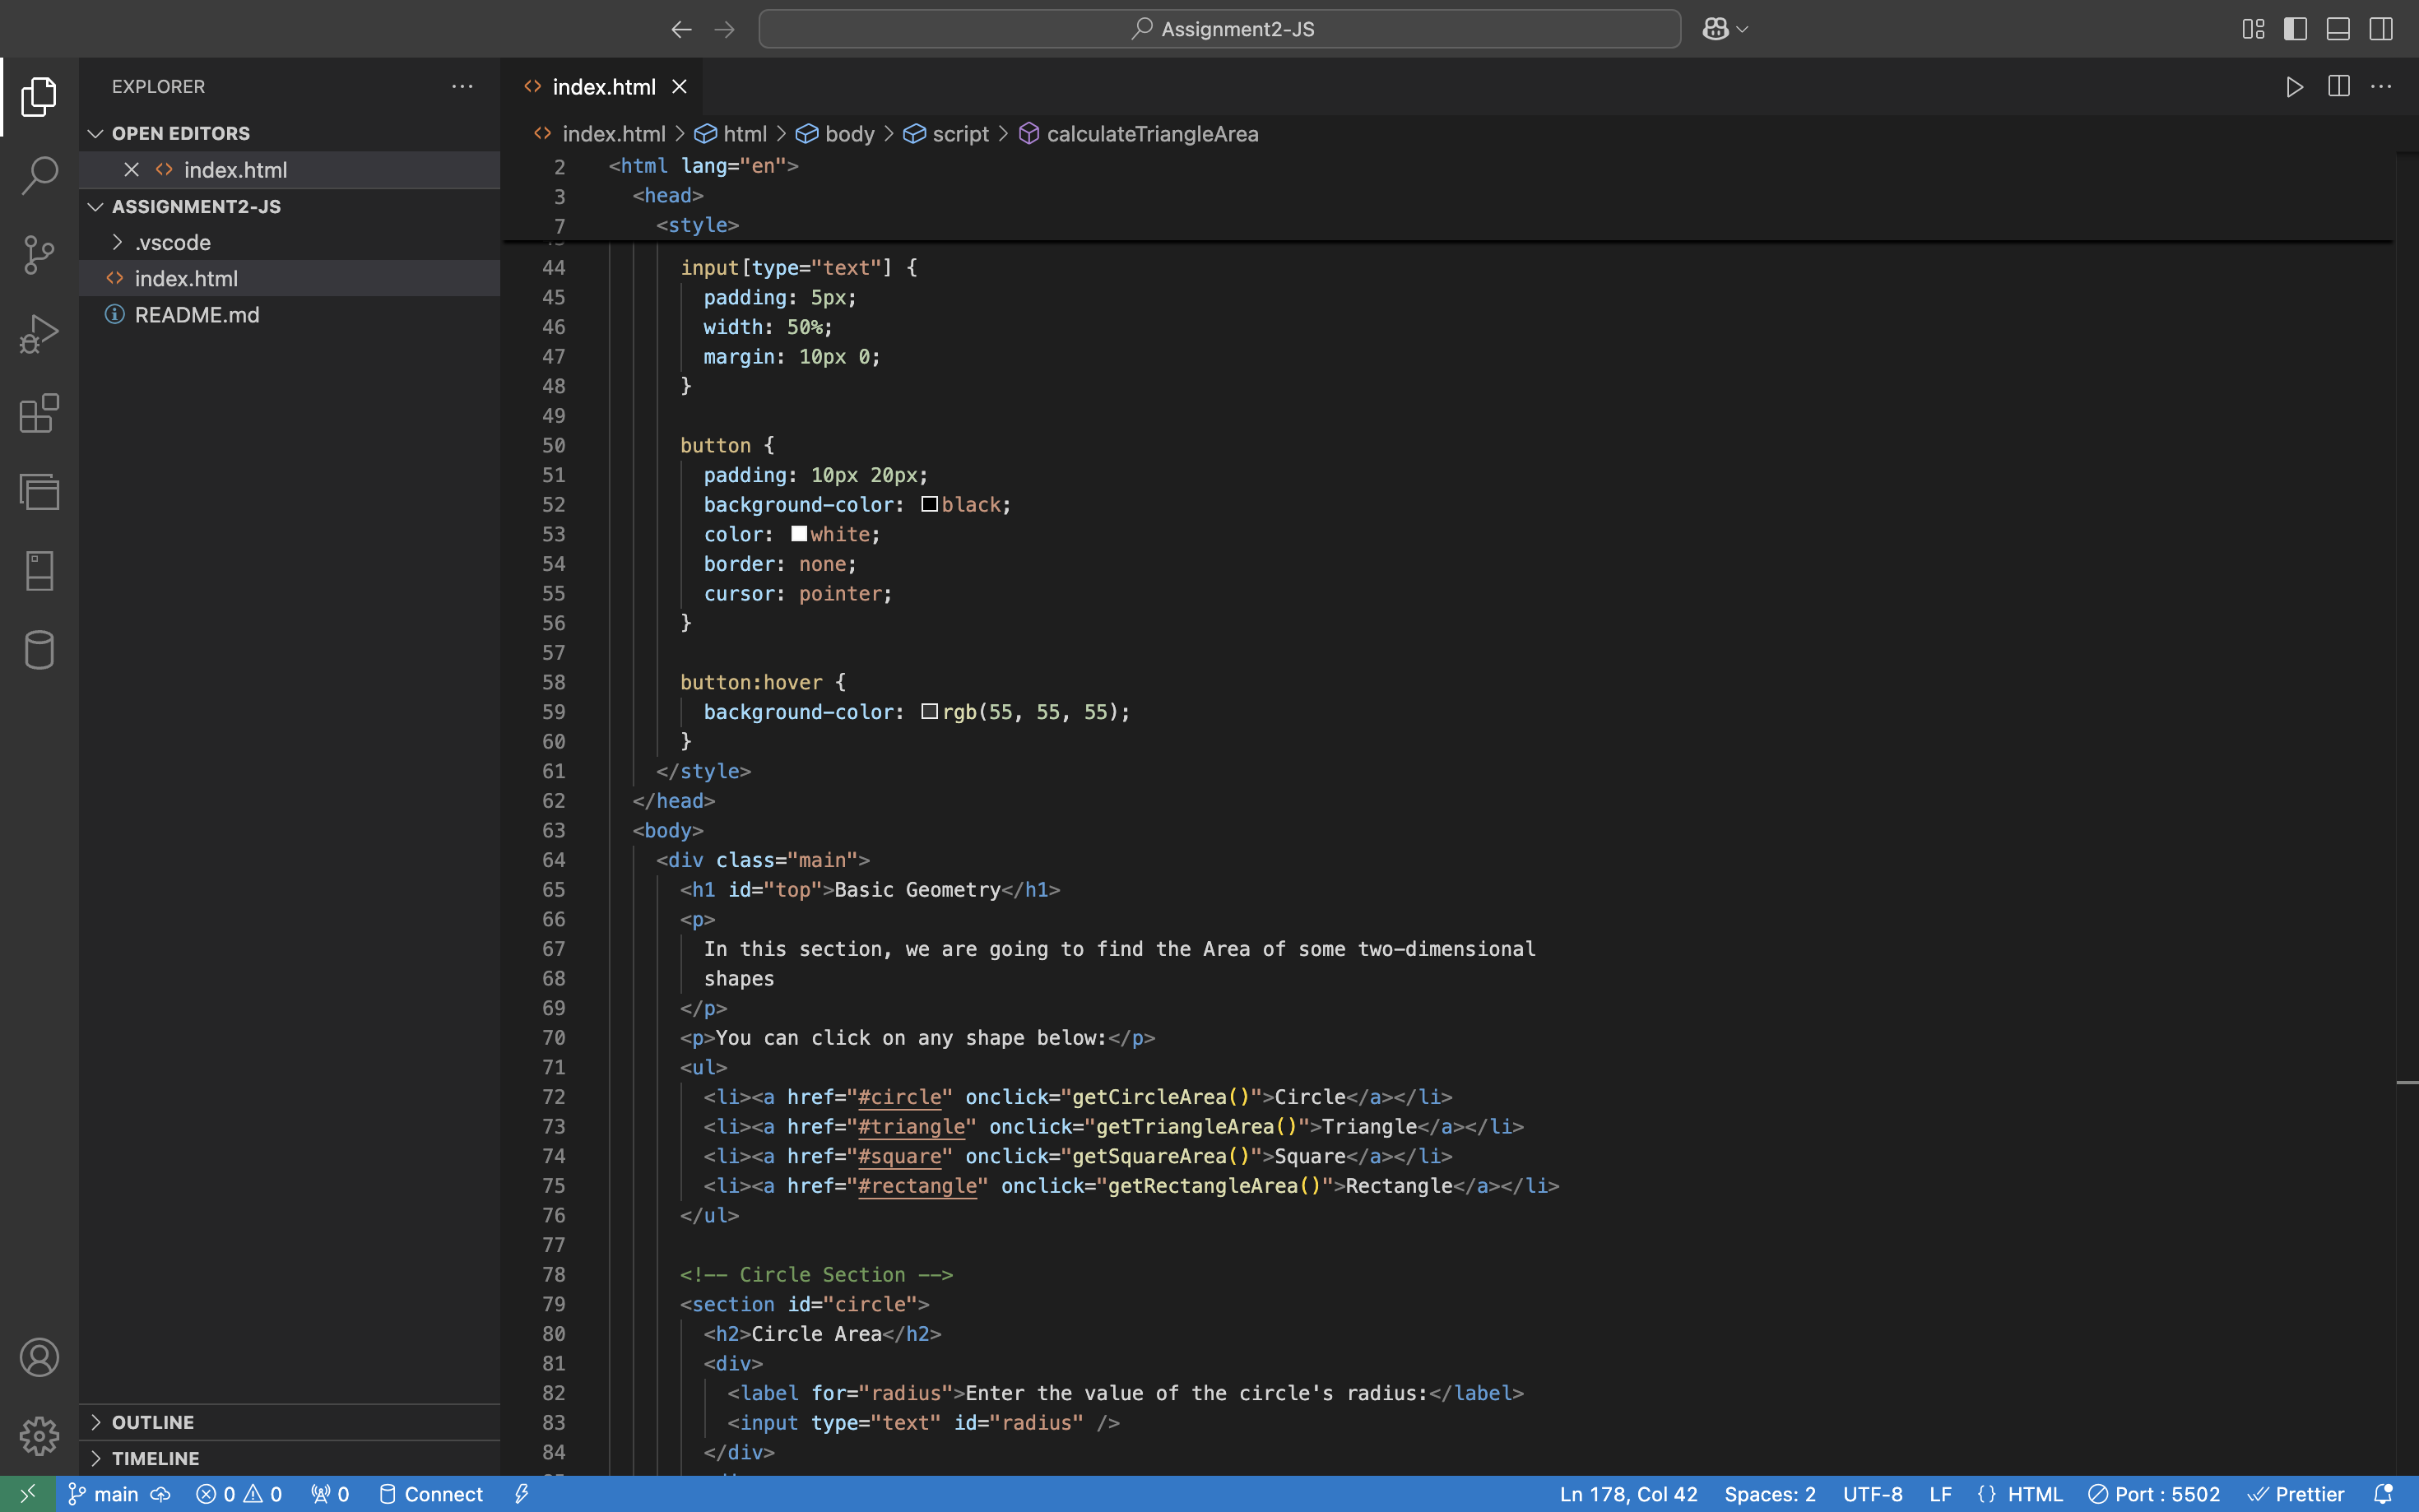 Assignment2-JS
EXPLORER
OPEN EDITORS
index.html
ASSIGNMENT2-JS
.vscode
index.html
README.md
OUTLINE
TIMELINE
index.html
index.html > html > body > script > calculateTriangleArea
2 <html lang="en">
3 <head>
7 <style>
44 input[type="text"] {
45 padding: 5px;
46 width: 50%;
47 margin: 10px 0;
48 }
49
50 button {
51 padding: 10px 20px;
52 background-color: black;
53 color: white;
54 border: none;
55 cursor: pointer;
56 }
57
58 button:hover {
59 background-color: rgb(55, 55, 55);
60 }
61 </style>
62 </head>
63 <body>
64 <div class="main">
65 <h1 id="top">Basic Geometry</h1>
66 <p>
67 In this section, we are going to find the Area of some two-dimensional
68 shapes
69 </p>
70 <p>You can click on any shape below:</p>
71 <ul>
72 <li><a href="#circle" onclick="getCircleArea()">Circle</a></li>
73 <li><a href="#triangle" onclick="getTriangleArea()">Triangle</a></li>
74 <li><a href="#square" onclick="getSquareArea()">Square</a></li>
75 <li><a href="#rectangle" onclick="getRectangleArea()">Rectangle</a></li>
76 </ul>
77
78 <!-- Circle Section -->
79 <section id="circle">
80 <h2>Circle Area</h2>
81 <div>
82 <label for="radius">Enter the value of the circle's radius:</label>
83 <input type="text" id="radius" />
84 </div>
main 0 0 0 Connect Ln 178, Col 42 Spaces: 2 UTF-8 LF {} HTML Port : 5502 Prettier